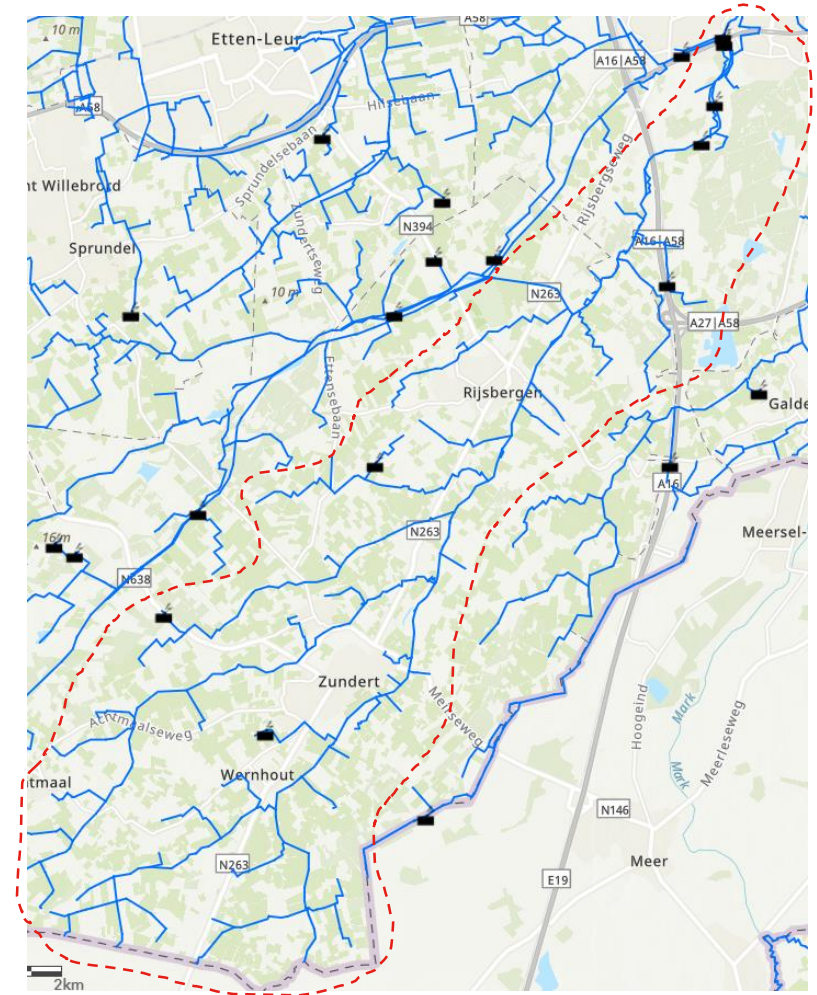 A58
10 m
Etten-Leur
A16|A58
A58
Hilsebaan
Sprundelsebaan
nt Willebrord
Rijsbergseweg
N394
Sprundel
Zundertseweg
A16|A58
10 m
N263
A27|A58
Ettensebaan
Rijsbergen
Galde
A16
16m
N263
Meersel-
N638
Zundert
Meirseweg
Hoogeind
Mark
Achtmaalseweg
Meerleseweg
tmaal
Wernhout
Mark
N146
N263
Meer
E19
2km